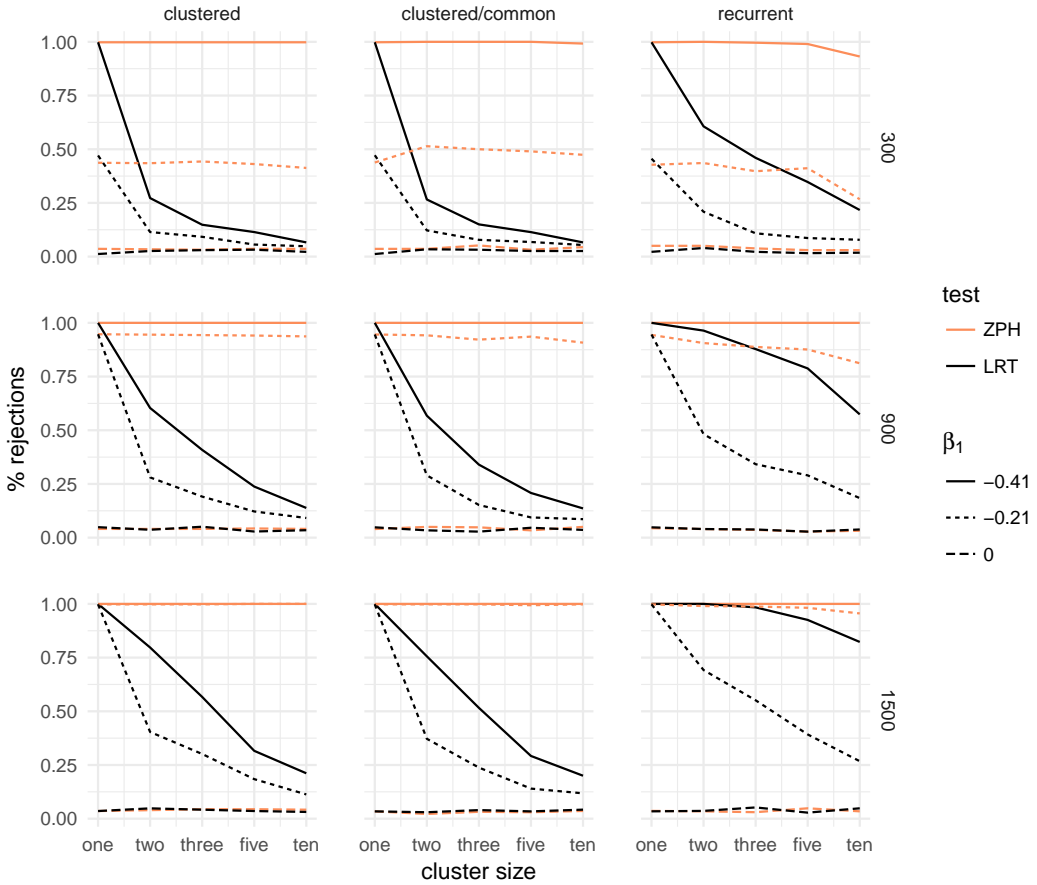 clustered clustered/common recurrent
1.00
0.75
0.50
0.25
0.00
300
1.00
0.75
0.50
0.25
0.00
900
1.00
0.75
0.50
0.25
0.00
1500
% rejections
one two three five ten one two three five ten one two three five ten
cluster size
test
ZPH
LRT
β1
−0.41
−0.21
0